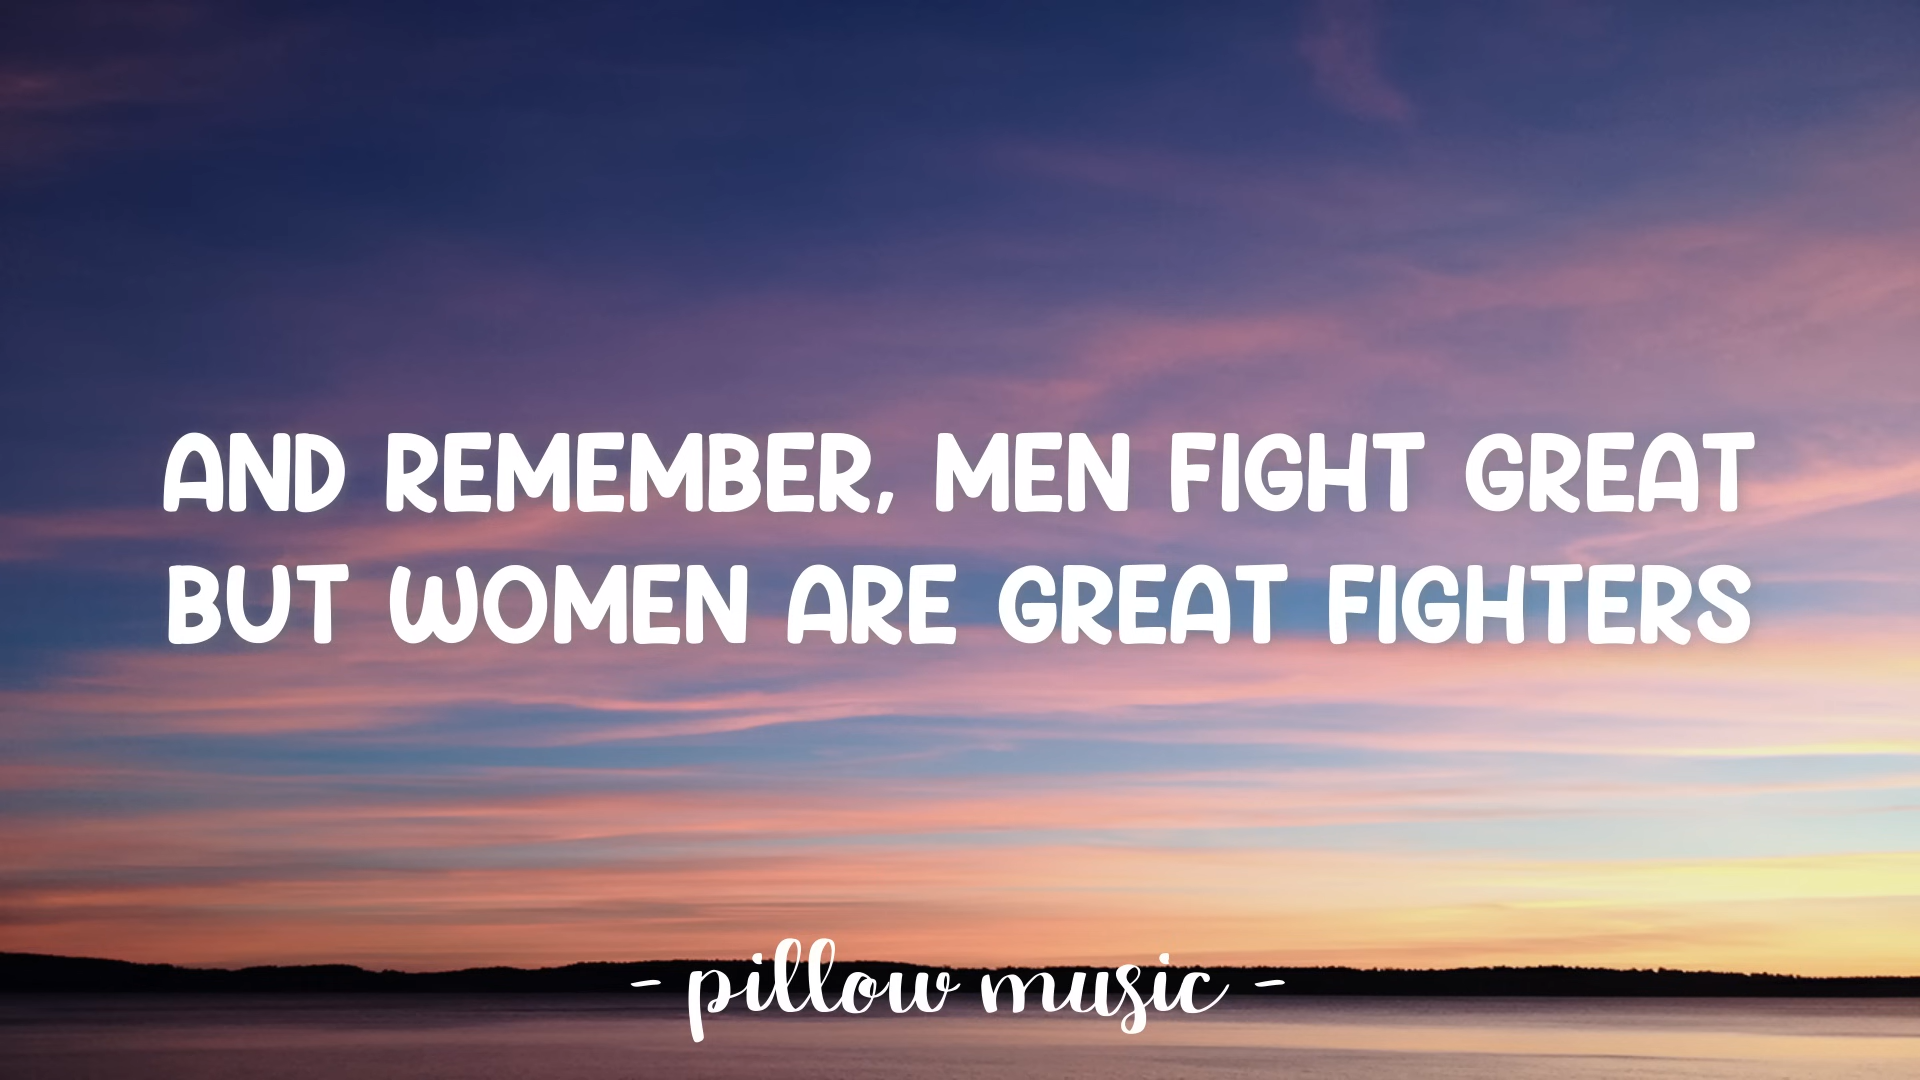 AND REMEMBER, MEN FIGHT GREAT
BUT WOMEN ARE GREAT FIGHTERS
- pillow music -